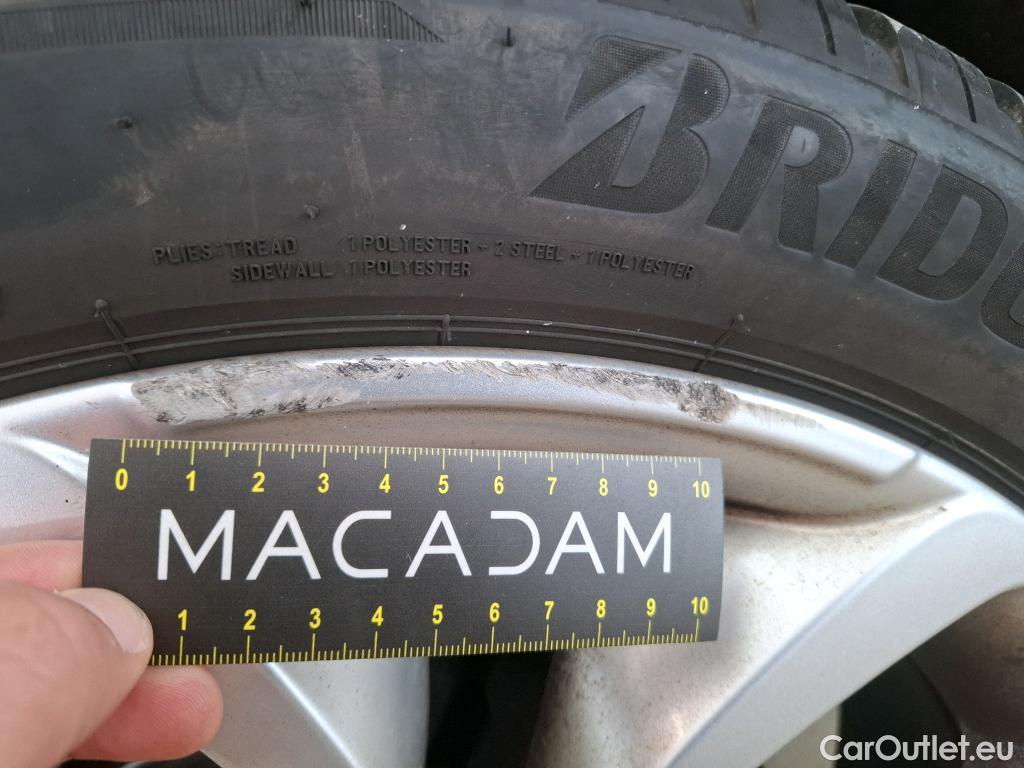 BRIDG
PLIES: TREAD 1 POLYESTER + 2 STEEL + 1 POLYESTER
SIDEWALL 1 POLYESTER
0 1 2 3 4 5 6 7 8 9 10
MACADAM
1 2 3 4 5 6 7 8 9 10
CarOutlet.eu